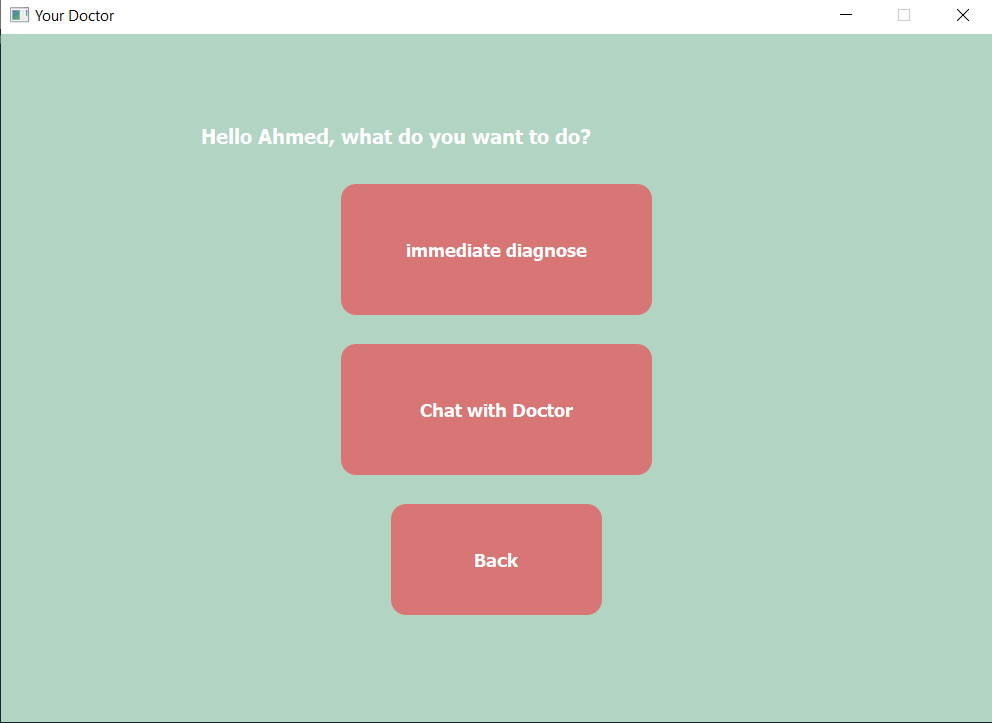 Your Doctor
Hello Ahmed, what do you want to do?
immediate diagnose
Chat with Doctor
Back